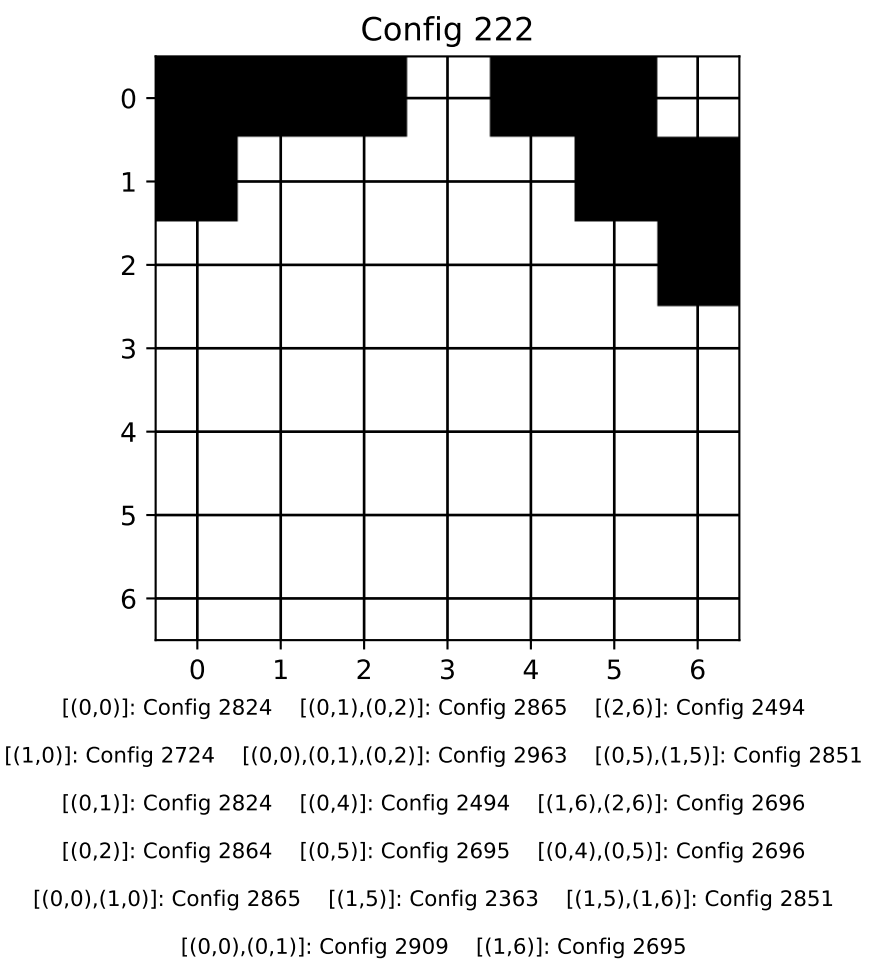 Config 222
0
1
2
3
4
5
6
0 1 2 3 4 5 6
[(0,0)]: Config 2824 [(0,1),(0,2)]: Config 2865 [(2,6)]: Config 2494
[(1,0)]: Config 2724 [(0,0),(0,1),(0,2)]: Config 2963 [(0,5),(1,5)]: Config 2851
[(0,1)]: Config 2824 [(0,4)]: Config 2494 [(1,6),(2,6)]: Config 2696
[(0,2)]: Config 2864 [(0,5)]: Config 2695 [(0,4),(0,5)]: Config 2696
[(0,0),(1,0)]: Config 2865 [(1,5)]: Config 2363 [(1,5),(1,6)]: Config 2851
[(0,0),(0,1)]: Config 2909 [(1,6)]: Config 2695